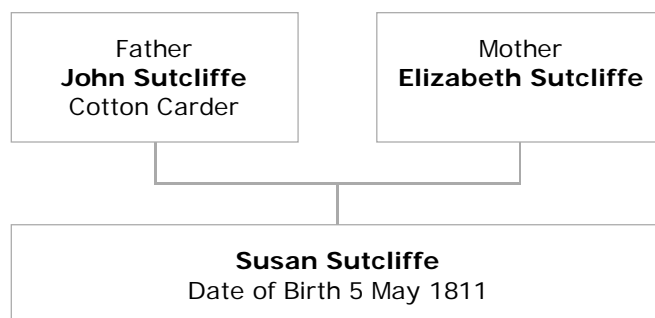 Father
John Sutcliffe
Cotton Carder
Mother
Elizabeth Sutcliffe
Susan Sutcliffe
Date of Birth 5 May 1811